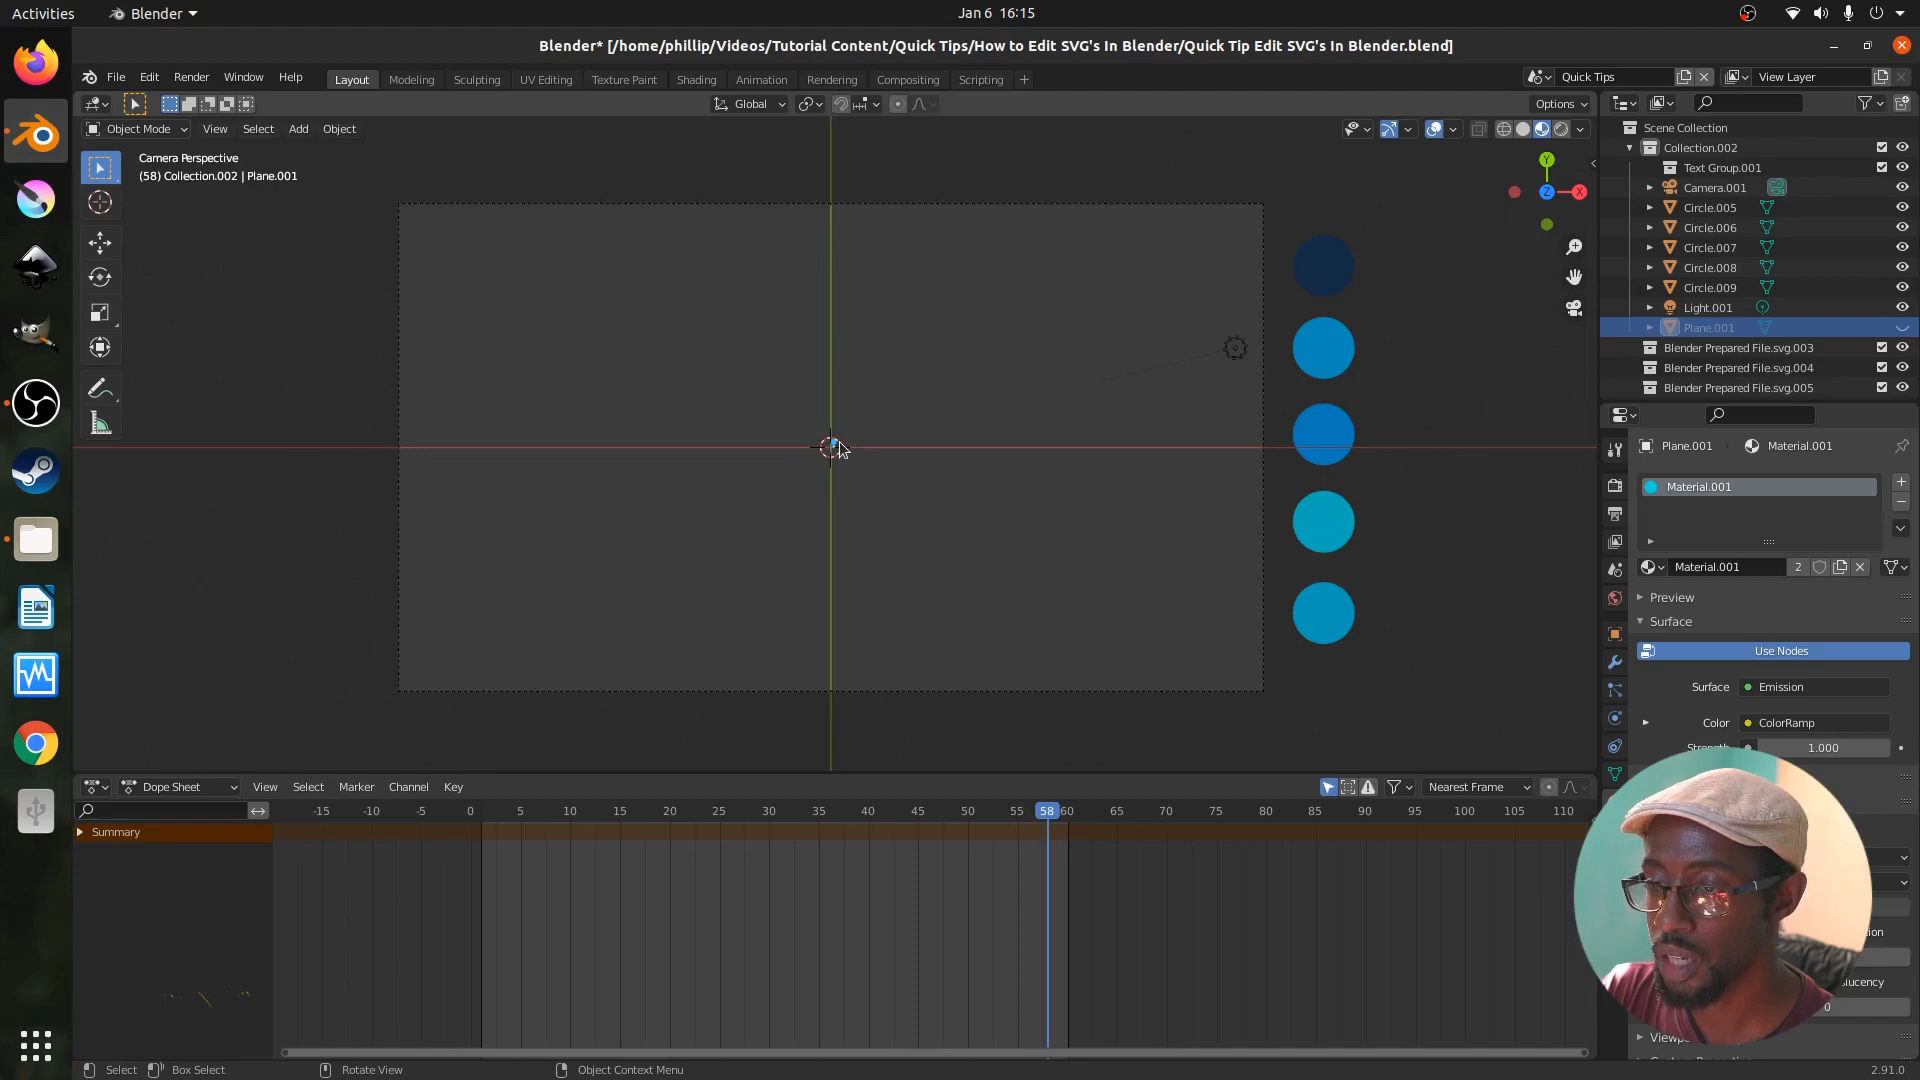 Activities
Blender
Jan 6 16:15
Blender* [/home/phillip/Videos/Tutorial Content/Quick Tips/How to Edit SVG's In Blender/Quick Tip Edit SVG's In Blender.blend]
File Edit Render Window Help
Layout Modeling Sculpting UV Editing Texture Paint Shading Animation Rendering Compositing Scripting +
Quick Tips
View Layer
Global
Options
Object Mode View Select Add Object
Camera Perspective
(58) Collection.002 | Plane.001
Y
Z
X
Scene Collection
Collection.002
Text Group.001
Camera.001
Circle.005
Circle.006
Circle.007
Circle.008
Circle.009
Light.001
Plane.001
Blender Prepared File.svg.003
Blender Prepared File.svg.004
Blender Prepared File.svg.005
Plane.001
Material.001
Material.001
Material.001
2
Preview
Surface
Use Nodes
Surface
Emission
Color
ColorRamp
1.000
0
Dope Sheet View Select Marker Channel Key
Nearest Frame
-15 -10 -5 0 5 10 15 20 25 30 35 40 45 50 55 58 60 65 70 75 80 85 90 95 100 105 110
Summary
Select
Box Select
Rotate View
Object Context Menu
2.91.0